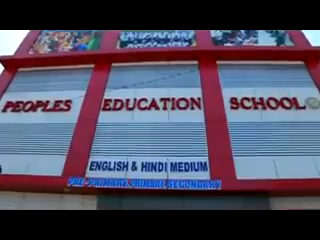 PEOPLES EDUCATION SCHOOL
ENGLISH & HINDI MEDIUM
PRE-PRIMARY, PRIMARY, SECONDARY